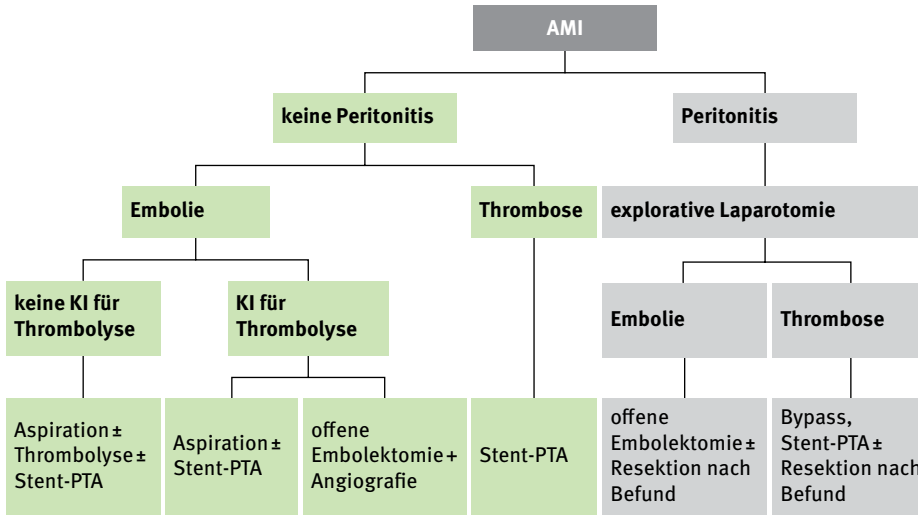 AMI
keine Peritonitis
Peritonitis
Embolie
Thrombose
explorative Laparotomie
keine KI für
Thrombolyse
KI für
Thrombolyse
Embolie
Thrombose
Aspiration ±
Thrombolyse ±
Stent-PTA
Aspiration ±
Stent-PTA
offene
Embolektomie +
Angiografie
Stent-PTA
offene
Embolektomie ±
Resektion nach
Befund
Bypass,
Stent-PTA ±
Resektion nach
Befund